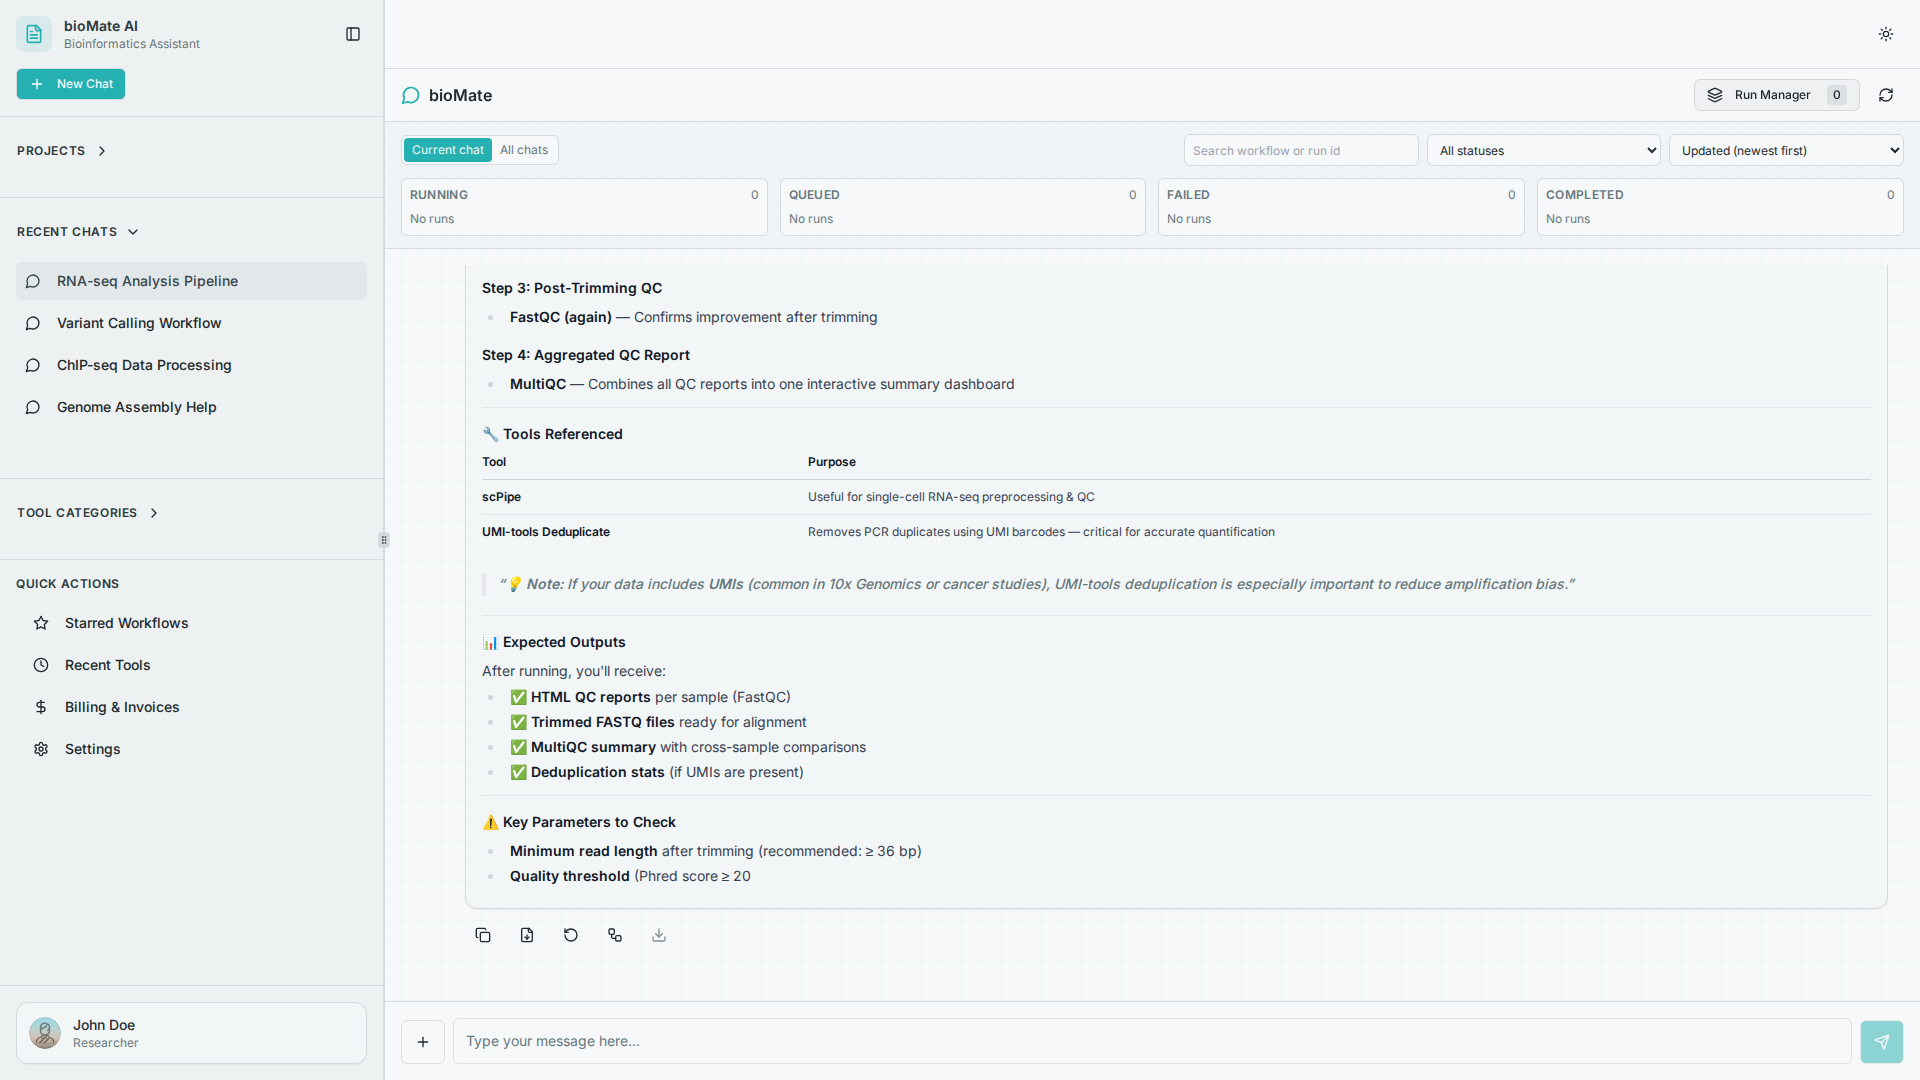 bioMate AI
Bioinformatics Assistant
New Chat
PROJECTS
RECENT CHATS
RNA-seq Analysis Pipeline
Variant Calling Workflow
ChIP-seq Data Processing
Genome Assembly Help
TOOL CATEGORIES
QUICK ACTIONS
Starred Workflows
Recent Tools
Billing & Invoices
Settings
John Doe
Researcher
bioMate
Run Manager 0
Current chat All chats
Search workflow or run id
All statuses
Updated (newest first)
RUNNING 0
No runs
QUEUED 0
No runs
FAILED 0
No runs
COMPLETED 0
No runs
Step 3: Post-Trimming QC
FastQC (again) — Confirms improvement after trimming
Step 4: Aggregated QC Report
MultiQC — Combines all QC reports into one interactive summary dashboard
🔧 Tools Referenced
Tool Purpose
scPipe Useful for single-cell RNA-seq preprocessing & QC
UMI-tools Deduplicate Removes PCR duplicates using UMI barcodes — critical for accurate quantification
“💡 Note: If your data includes UMIs (common in 10x Genomics or cancer studies), UMI-tools deduplication is especially important to reduce amplification bias.”
📊 Expected Outputs
After running, you'll receive:
✅ HTML QC reports per sample (FastQC)
✅ Trimmed FASTQ files ready for alignment
✅ MultiQC summary with cross-sample comparisons
✅ Deduplication stats (if UMIs are present)
⚠️ Key Parameters to Check
Minimum read length after trimming (recommended: ≥ 36 bp)
Quality threshold (Phred score ≥ 20
Type your message here...